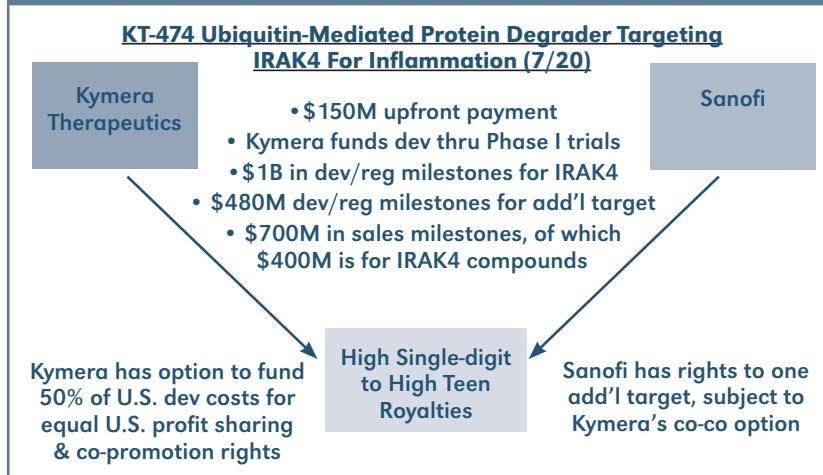 KT-474 Ubiquitin-Mediated Protein Degrader Targeting
IRAK4 For Inflammation (7/20)
Kymera
Therapeutics
Sanofi
•$150M upfront payment
• Kymera funds dev thru Phase I trials
•$1B in dev/reg milestones for IRAK4
• $480M dev/reg milestones for add’l target
• $700M in sales milestones, of which
$400M is for IRAK4 compounds
Kymera has option to fund
50% of U.S. dev costs for
equal U.S. profit sharing
& co-promotion rights
High Single-digit
to High Teen
Royalties
Sanofi has rights to one
add’l target, subject to
Kymera’s co-co option